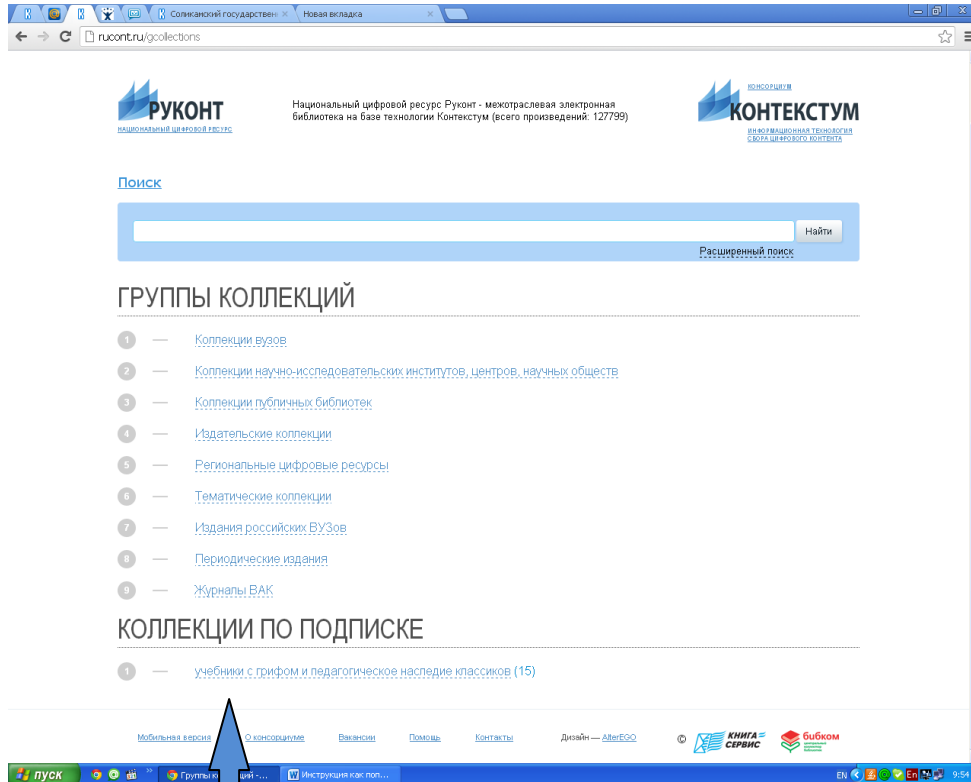 Соликамский государствен
Новая вкладка
rucont.ru/gcollections
РУКОНТ
НАЦИОНАЛЬНЫЙ ЦИФРОВОЙ РЕСУРС
Национальный цифровой ресурс Руконт - межотраслевая электронная
библиотека на базе технологии Контекстум (всего произведений: 127799)
КОНСОРЦИУМ
КОНТЕКСТУМ
ИНФОРМАЦИОННАЯ ТЕХНОЛОГИЯ
СБОРА ЦИФРОВОГО КОНТЕНТА
Поиск
Найти
Расширенный поиск
ГРУППЫ КОЛЛЕКЦИЙ
1 — Коллекции вузов
2 — Коллекции научно-исследовательских институтов, центров, научных обществ
3 — Коллекции публичных библиотек
4 — Издательские коллекции
5 — Региональные цифровые ресурсы
6 — Тематические коллекции
7 — Издания российских ВУЗов
8 — Периодические издания
9 — Журналы ВАК
КОЛЛЕКЦИИ ПО ПОДПИСКЕ
1 — учебники с грифом и педагогическое наследие классиков (15)
Мобильная версия О консорциуме Вакансии Помощь Контакты Дизайн — AlterEGO © КНИГА СЕРВИС бубком
пуск Группы коллекций -... Инструкция как поп... EN En 9:54